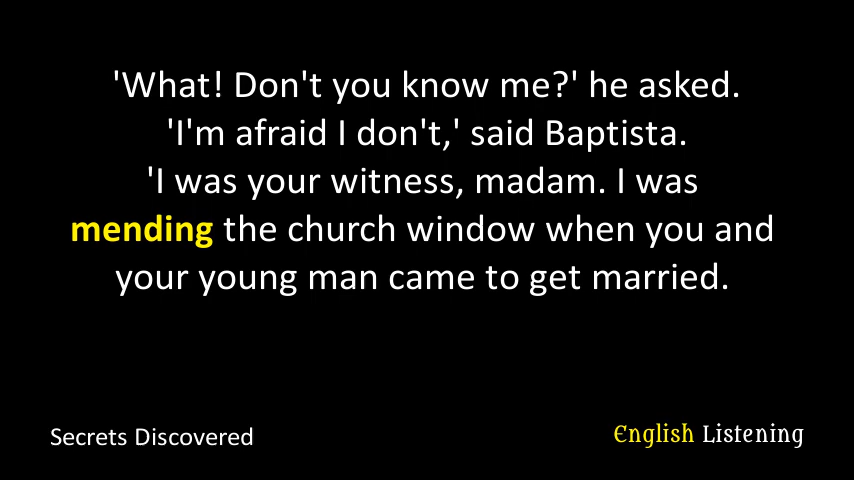 'What! Don't you know me?' he asked.
'I'm afraid I don't,' said Baptista.
'I was your witness, madam. I was
mending the church window when you and
your young man came to get married.
Secrets Discovered
English Listening